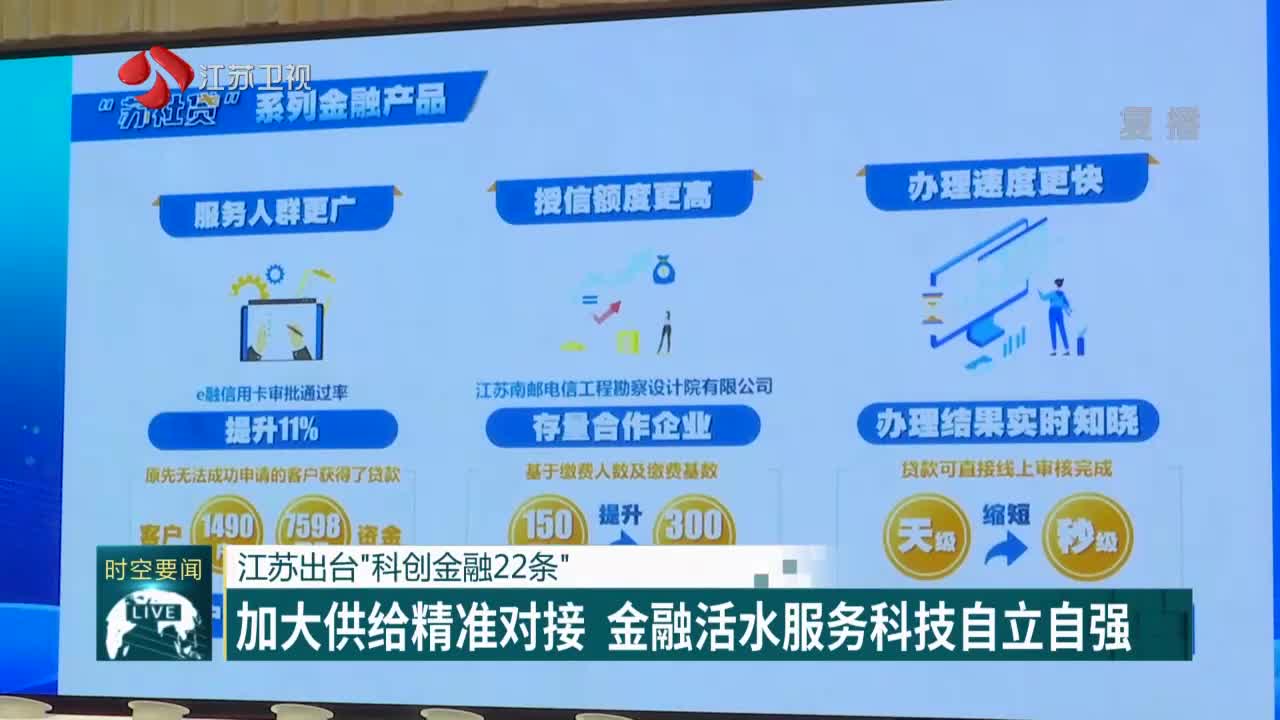 江苏卫视
复播
"苏社贷"系列金融产品
服务人群更广
授信额度更高
办理速度更快
e融信用卡审批通过率
提升11%
原先无法成功申请的客户获得了贷款
客户
1490
7598
资金
江苏南邮电信工程勘察设计院有限公司
存量合作企业
基于缴费人数及缴费基数
150
提升
300
办理结果实时知晓
贷款可直接线上审核完成
天级
缩短
秒级
时空要闻
LIVE
江苏出台"科创金融22条"
加大供给精准对接 金融活水服务科技自立自强